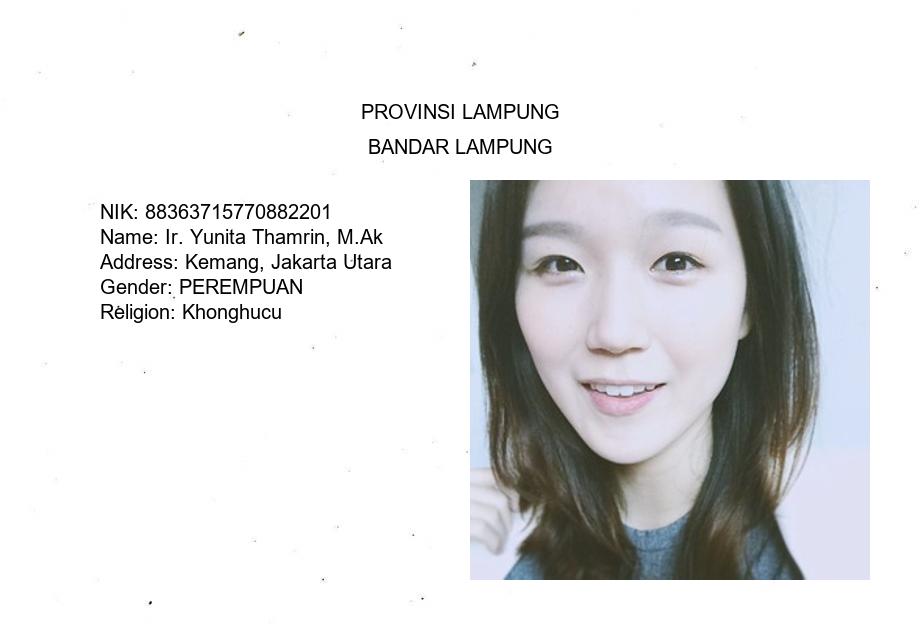 PROVINSI LAMPUNG
BANDAR LAMPUNG
NIK: 88363715770882201
Name: Ir. Yunita Thamrin, M.Ak
Address: Kemang, Jakarta Utara
Gender: PEREMPUAN
Religion: Khonghucu